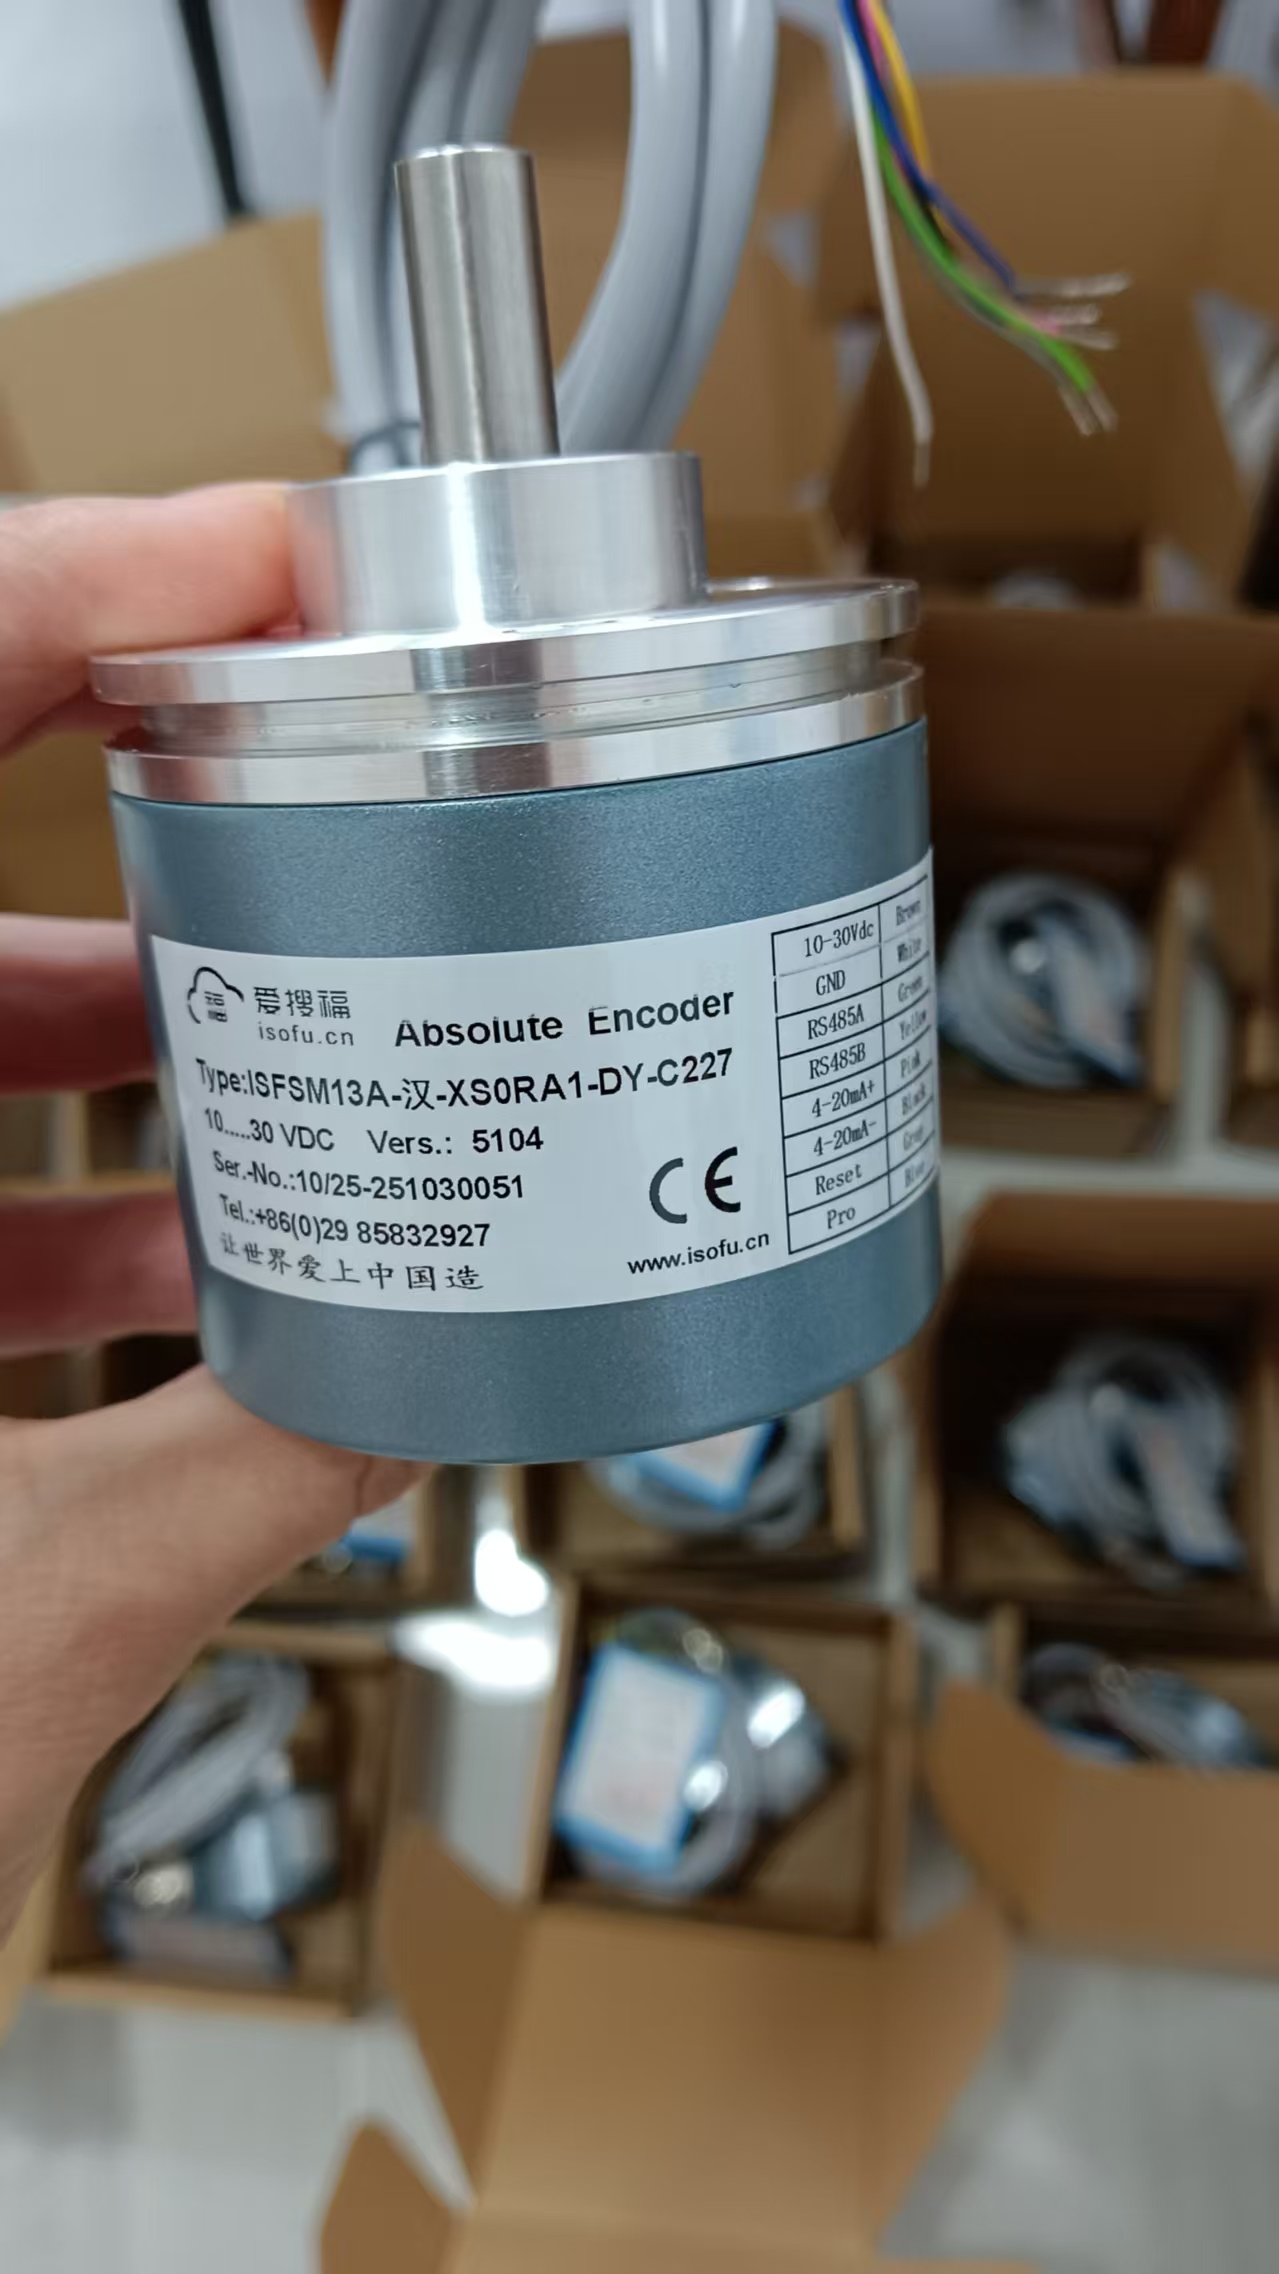 福
爱搜福
isofu.cn
Absolute Encoder
Type:ISFSM13A-汉-XS0RA1-DY-C227
10.....30 VDC Vers.: 5104
Ser.-No.:10/25-251030051
Tel.:+86(0)29 85832927
让世界爱上中国造
CE
www.isofu.cn
10-30Vdc Brown
GND White
RS485A Green
RS485B Yellow
4-20mA+ Pink
4-20mA- Black
Reset Grey
Pro Blue